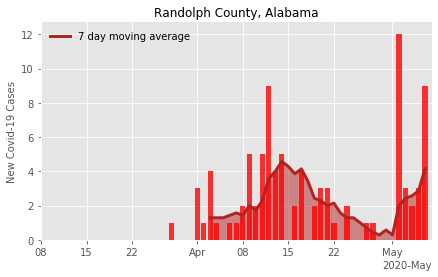 Randolph County, Alabama
7 day moving average
New Covid-19 Cases
12
10
8
6
4
2
0
08 15 22 Apr 08 15 22 May
2020-May